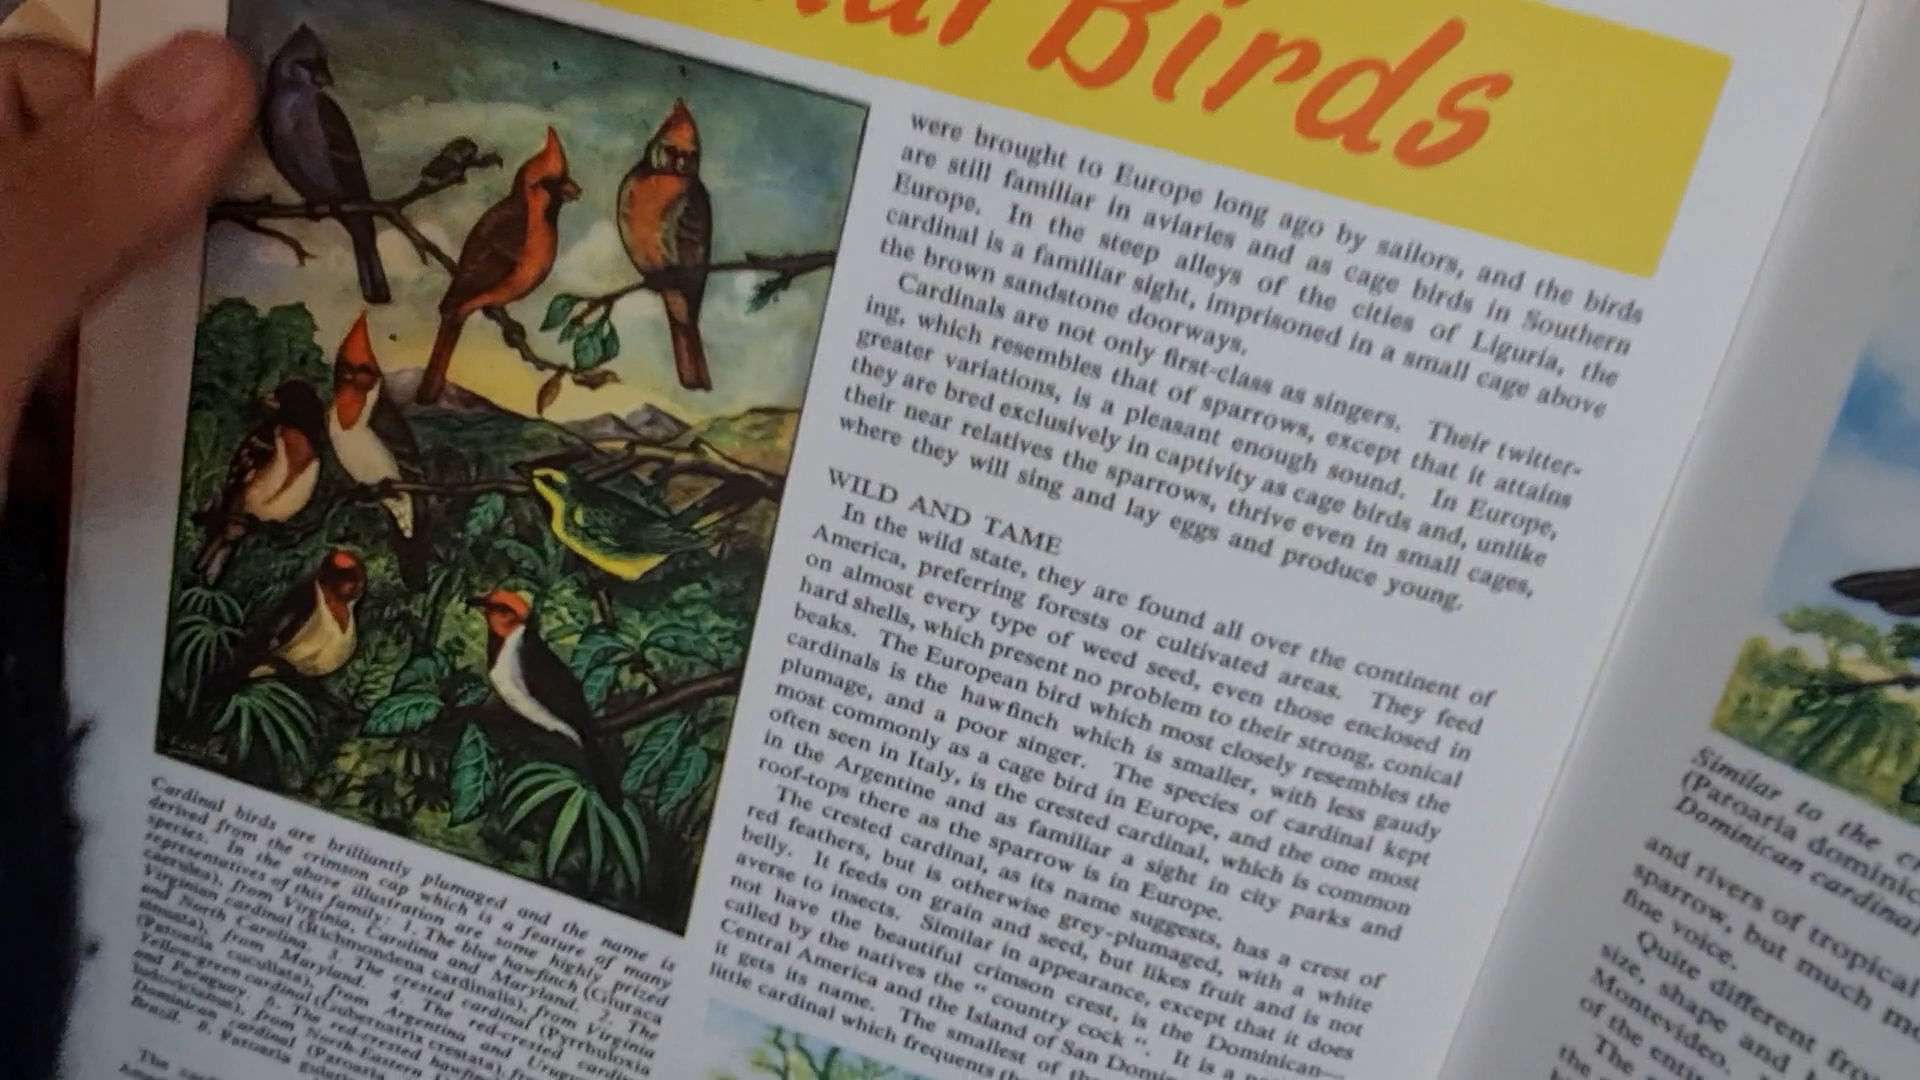 Birds
were brought to Europe long ago by sailors, and the birds
are still familiar in aviaries and as cage birds in Southern
Europe. In the steep alleys of the cities of Liguria, the
cardinal is a familiar sight, imprisoned in a small cage above
the brown sandstone doorways.
Cardinals are not only first-class as singers. Their twitter-
ing, which resembles that of sparrows, except that it attains
greater variations, is a pleasant enough sound. In Europe,
they are bred exclusively in captivity as cage birds and, unlike
their near relatives the sparrows, thrive even in small cages,
where they will sing and lay eggs and produce young.
WILD AND TAME
In the wild state, they are found all over the continent of
America, preferring forests or cultivated areas. They feed
on almost every type of weed seed, even those enclosed in
hard shells, which present no problem to their strong, conical
beaks. The European bird which most closely resembles the
cardinals is the hawfinch which is smaller, with less gaudy
plumage, and a poor singer. The species of cardinal kept
most commonly as a cage bird in Europe, and the one most
often seen in Italy, is the crested cardinal, which is common
in the Argentine and as familiar a sight in city parks and
roof-tops there as the sparrow is in Europe.
The crested cardinal, as its name suggests, has a crest of
red feathers, but is otherwise grey-plumaged, with a white
belly. It feeds on grain and seed, but likes fruit and is not
averse to insects. Similar in appearance, except that it does
not have the beautiful crimson crest, is the Dominican—
called by the natives the " country cock ". It is a
Central America and the Island of San
it gets its name. The smallest of the
little cardinal which frequents
Cardinal birds are brilliantly plumaged and the name is
derived from the crimson cap which is a feature of many
species. In the above illustration are some highly prized
representatives of this family: 1. The blue hawfinch (Guiraca
caerulea), from Virginia, Carolina and Maryland. 2. The
Virginian cardinal (Richmondena cardinalis), from Virginia
and North Carolina. 3. The crested cardinal (Pyrrhuloxia
sinuata), from Maryland. 4. The red-crested cardinal
(Paroaria cucullata), from Argentina and
Yellow-green cardinal (Gubernatrix cristata),
and Paraguay. 6. The red-crested
ludovicianus), from North-Eastern
Dominican cardinal (Paroaria
Brazil. 8. Paroaria
The
Similar to the
(Paroaria
Dominican cardinal
and rivers of tropical
sparrow, but much
fine voice.
Quite different from
size, shape and
Montevideo.
of the
The